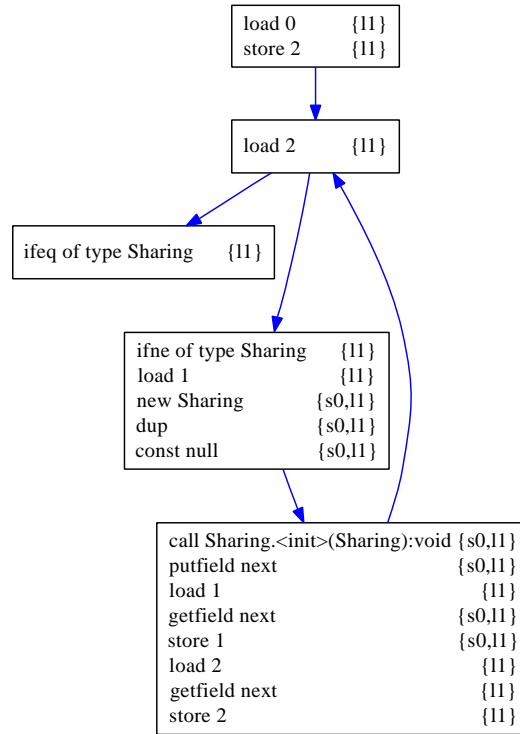 load 0 {l1}
store 2 {l1}
load 2 {l1}
ifeq of type Sharing {l1}
ifne of type Sharing {l1}
load 1 {l1}
new Sharing {s0,l1}
dup {s0,l1}
const null {s0,l1}
call Sharing.<init>(Sharing):void {s0,l1}
putfield next {s0,l1}
load 1 {l1}
getfield next {s0,l1}
store 1 {s0,l1}
load 2 {l1}
getfield next {l1}
store 2 {l1}